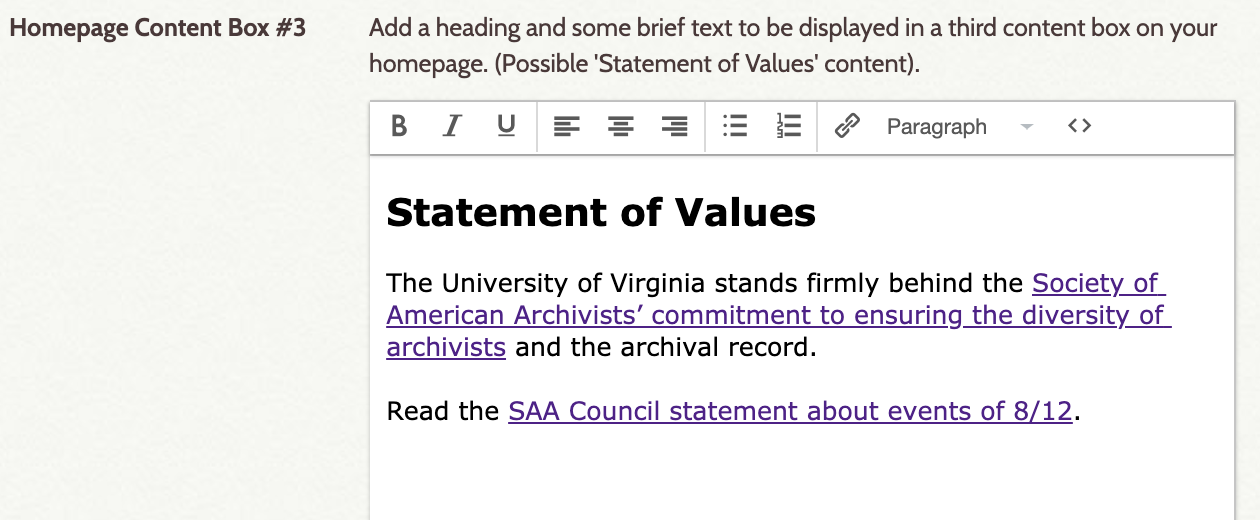 Homepage Content Box #3
Add a heading and some brief text to be displayed in a third content box on your
homepage. (Possible 'Statement of Values' content).
B I U Paragraph <>
Statement of Values
The University of Virginia stands firmly behind the Society of
American Archivists’ commitment to ensuring the diversity of
archivists and the archival record.
Read the SAA Council statement about events of 8/12.